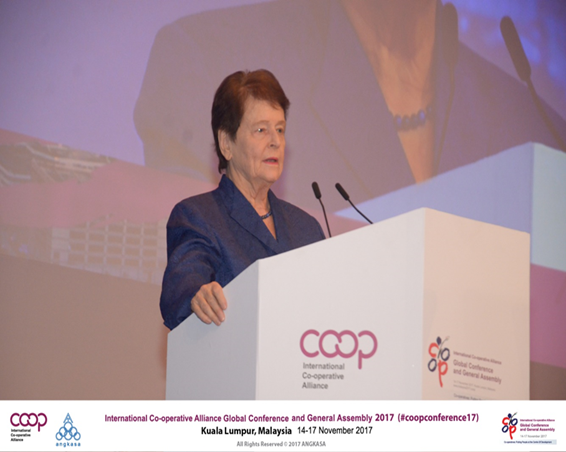 coop
International
Co-operative
Alliance
International Co-operative Alliance
Global Conference
and General Assembly
coop
International
Co-operative
Alliance
angkasa
International Co-operative Alliance Global Conference and General Assembly 2017 (#coopconference17)
Kuala Lumpur, Malaysia 14-17 November 2017
All Rights Reserved © 2017 ANGKASA
International Co-operative Alliance
Global Conference
and General Assembly
14-17 November 2017